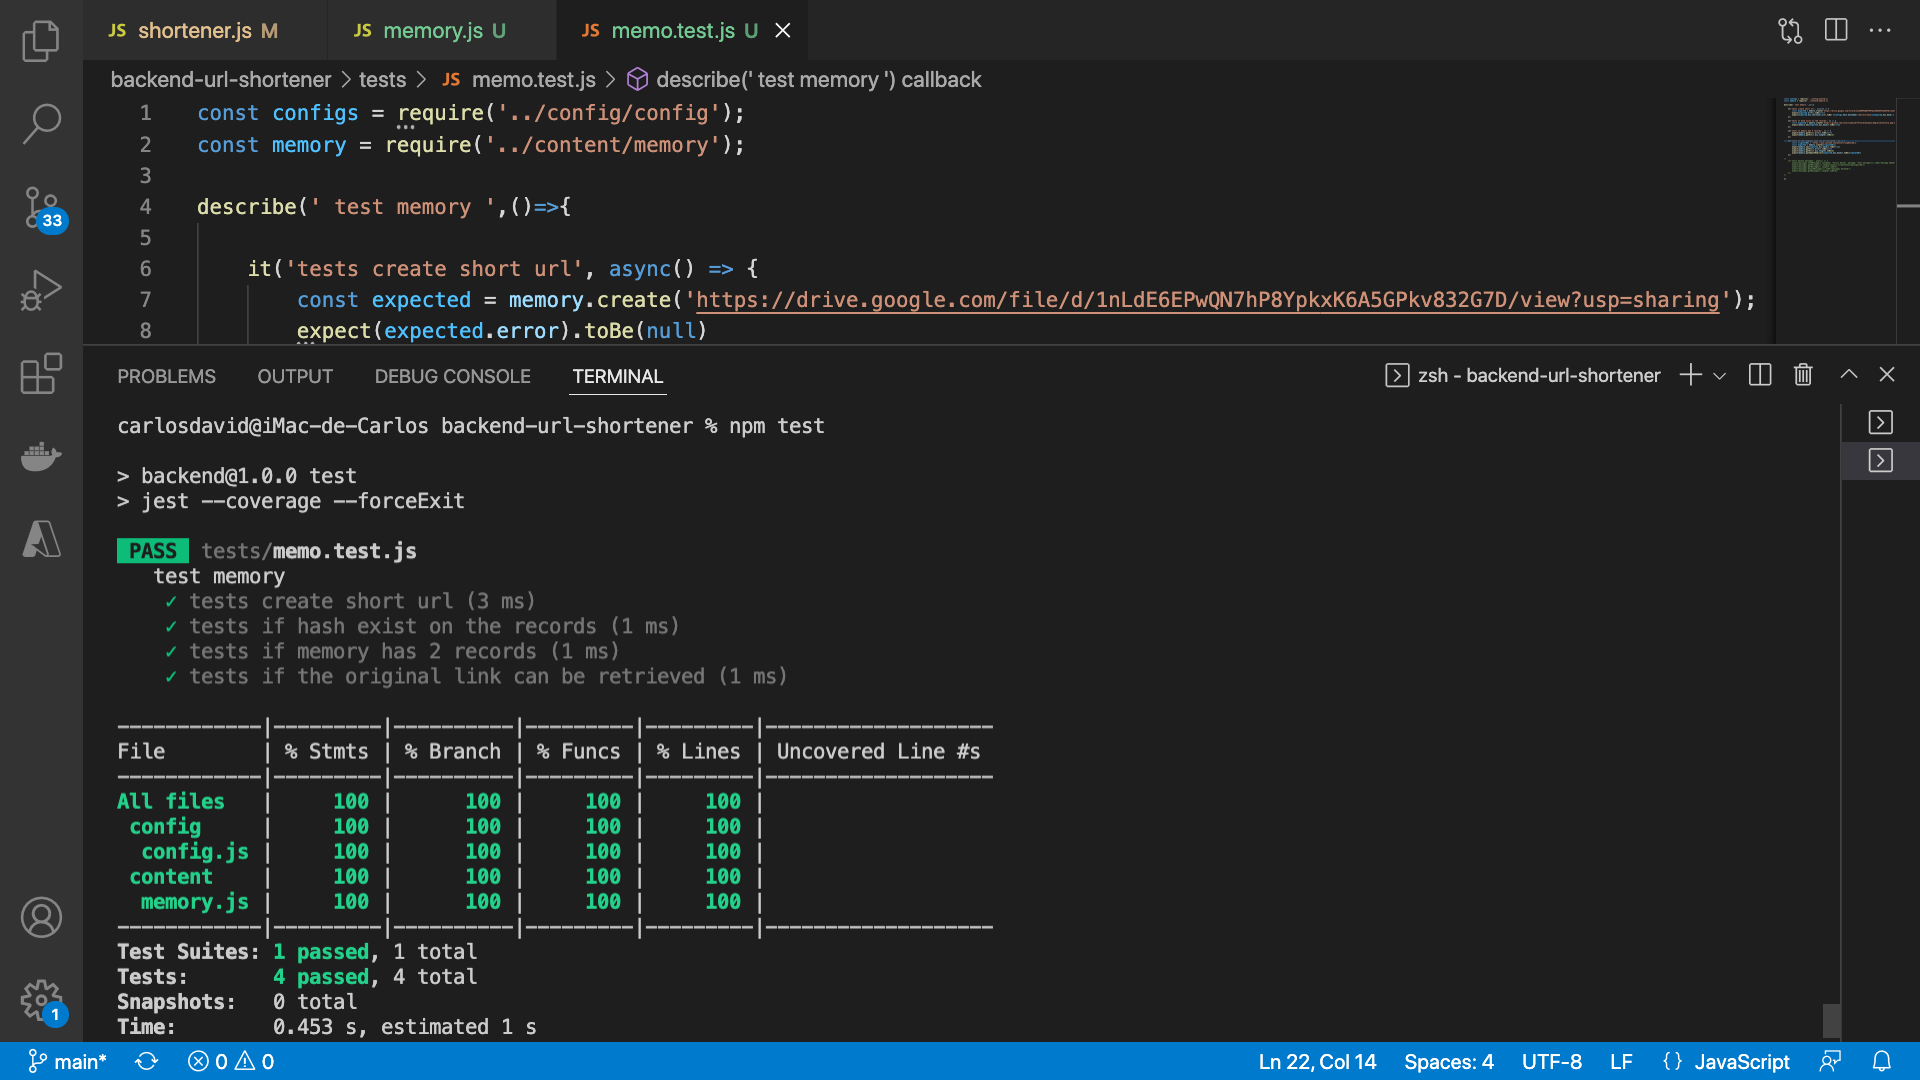 JS shortener.js M JS memory.js U JS memo.test.js U
backend-url-shortener > tests > JS memo.test.js > describe(' test memory ') callback
1 const configs = require('../config/config');
2 const memory = require('../content/memory');
3
4 describe(' test memory ',()=>{
5
6 it('tests create short url', async() => {
7 const expected = memory.create('https://drive.google.com/file/d/1nLdE6EPwQN7hP8YpkxK6A5GPkv832G7D/view?usp=sharing');
8 expect(expected.error).toBe(null)
33
PROBLEMS OUTPUT DEBUG CONSOLE TERMINAL zsh - backend-url-shortener
carlosdavid@iMac-de-Carlos backend-url-shortener % npm test
> backend@1.0.0 test
> jest --coverage --forceExit
PASS tests/memo.test.js
test memory
✓ tests create short url (3 ms)
✓ tests if hash exist on the records (1 ms)
✓ tests if memory has 2 records (1 ms)
✓ tests if the original link can be retrieved (1 ms)
------------|---------|----------|---------|---------|-------------------
File | % Stmts | % Branch | % Funcs | % Lines | Uncovered Line #s
------------|---------|----------|---------|---------|-------------------
All files | 100 | 100 | 100 | 100 |
config | 100 | 100 | 100 | 100 |
config.js | 100 | 100 | 100 | 100 |
content | 100 | 100 | 100 | 100 |
memory.js | 100 | 100 | 100 | 100 |
------------|---------|----------|---------|---------|-------------------
Test Suites: 1 passed, 1 total
Tests: 4 passed, 4 total
Snapshots: 0 total
Time: 0.453 s, estimated 1 s
1
main* 0 0 Ln 22, Col 14 Spaces: 4 UTF-8 LF {} JavaScript